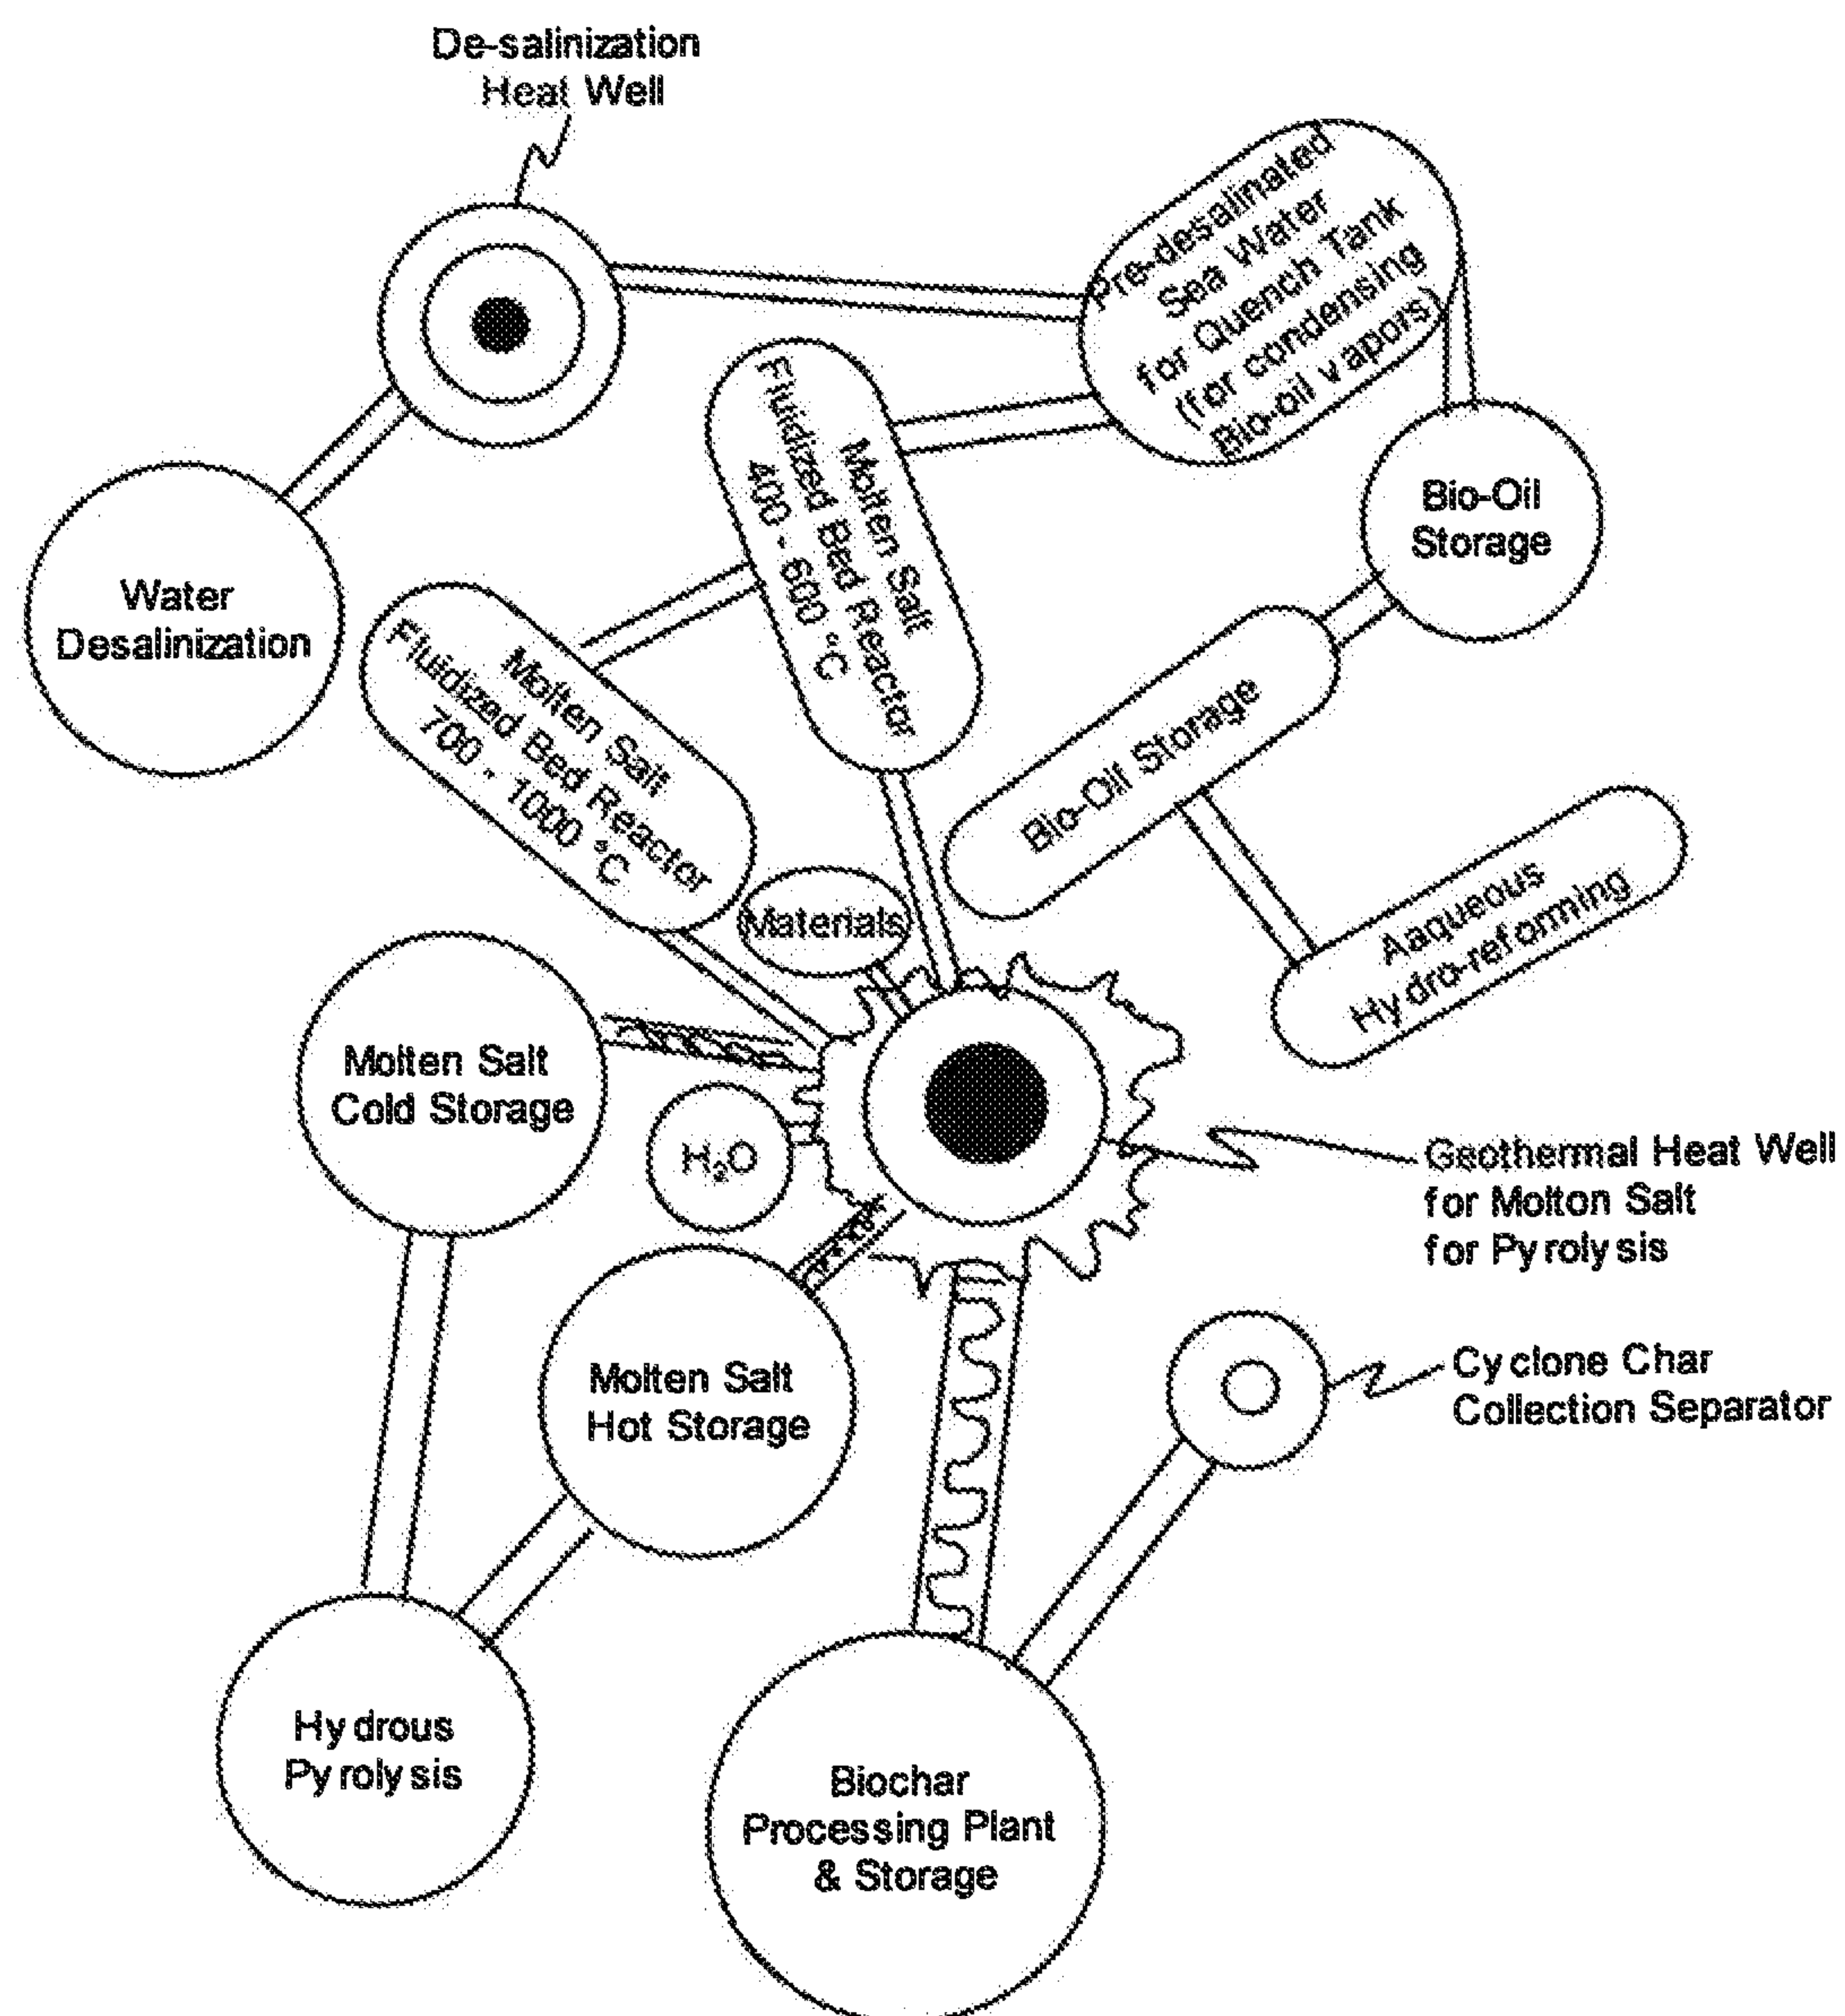 De-salinization
Heat Well
Pre-desalinated
Sea Water
for Quench Tank
(for condensing
Bio-oil vapors)
Molten Salt
Fluidized Bed Reactor
400 - 600 °C
Bio-Oil
Storage
Water
Desalinization
Molten Salt
Fluidized Bed Reactor
700 - 1000 °C
Bio-Oil Storage
Aaqueous
Hydro-reforming
Materials
Molten Salt
Cold Storage
H₂O
Geothermal Heat Well
for Molton Salt
for Pyrolysis
Molten Salt
Hot Storage
Cyclone Char
Collection Separator
Hydrous
Pyrolysis
Biochar
Processing Plant
& Storage